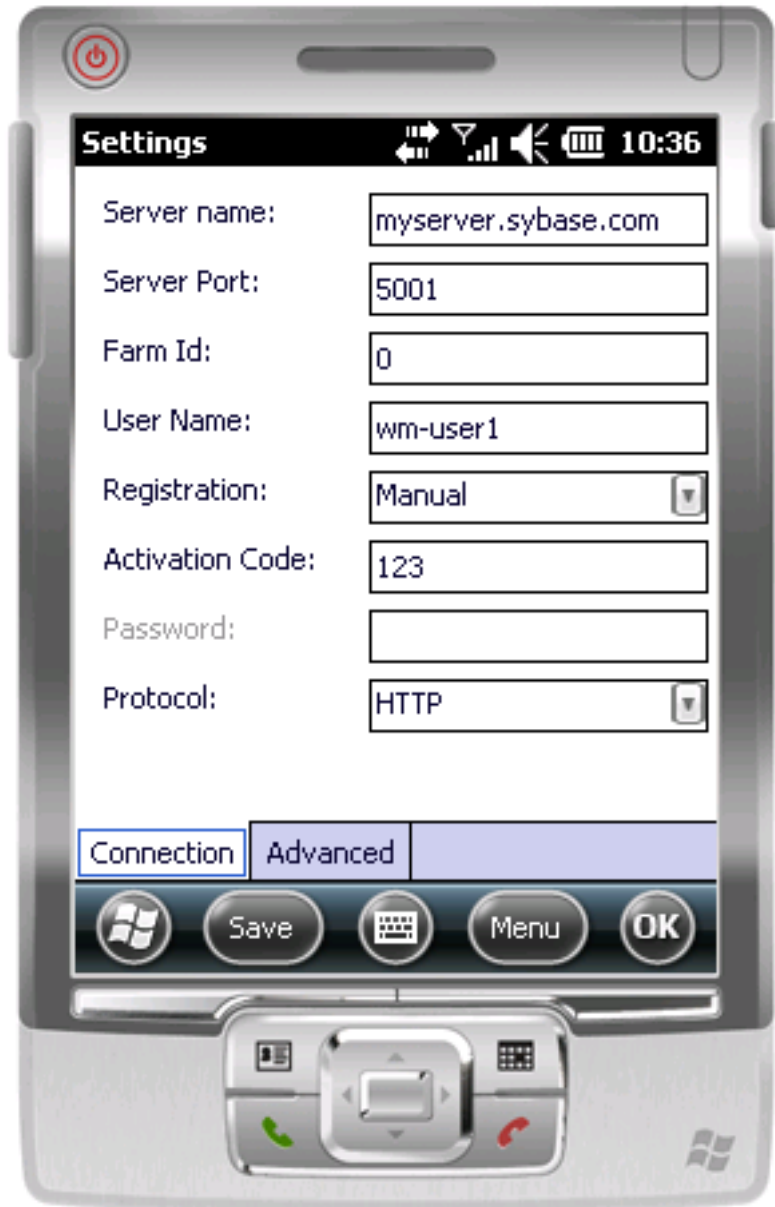 Settings 10:36
Server name: myserver.sybase.com
Server Port: 5001
Farm Id: 0
User Name: wm-user1
Registration: Manual
Activation Code: 123
Password:
Protocol: HTTP
Connection Advanced
Save Menu OK